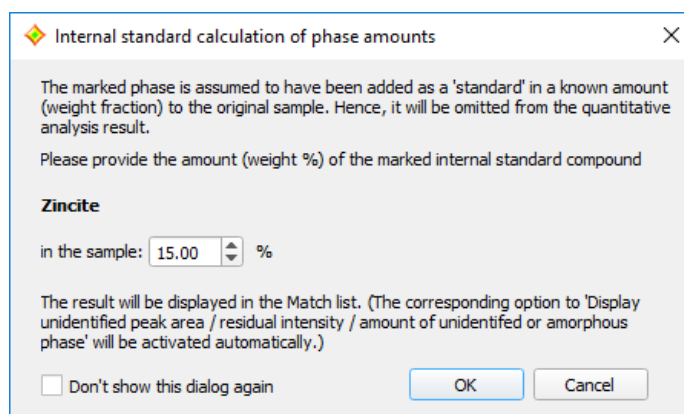 Internal standard calculation of phase amounts
The marked phase is assumed to have been added as a 'standard' in a known amount
(weight fraction) to the original sample. Hence, it will be omitted from the quantitative
analysis result.
Please provide the amount (weight %) of the marked internal standard compound
Zincite
in the sample: 15.00 %
The result will be displayed in the Match list. (The corresponding option to 'Display
unidentified peak area / residual intensity / amount of unidentifed or amorphous
phase' will be activated automatically.)
Don't show this dialog again OK Cancel